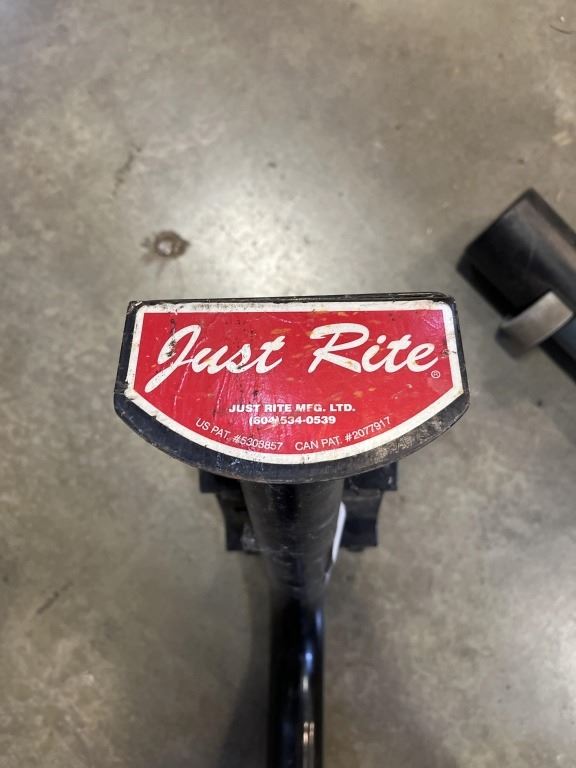 Just Rite®
JUST RITE MFG. LTD.
(604)534-0539
US PAT. #5303857 CAN PAT. #2077917